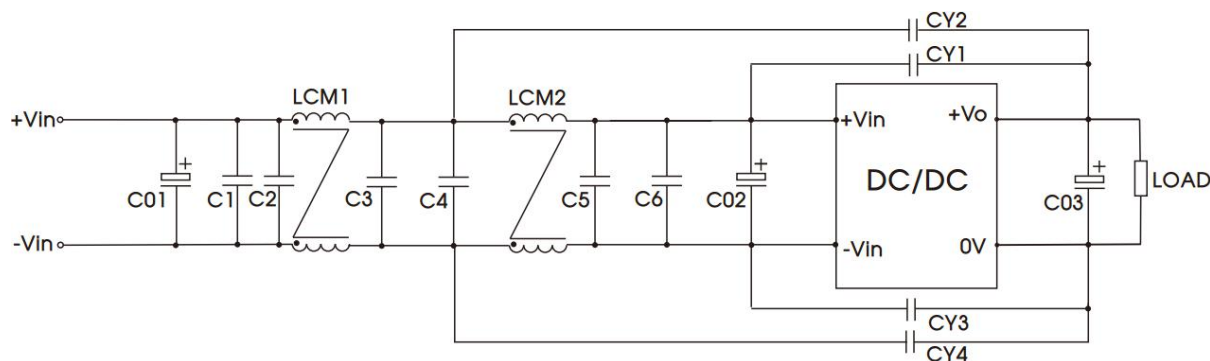 CY2
CY1
LCM1
LCM2
+Vin
+Vin
+Vo
+
C01
C1
C2
C3
C4
C5
C6
+
C02
DC/DC
+
C03
LOAD
-Vin
-Vin
0V
CY3
CY4